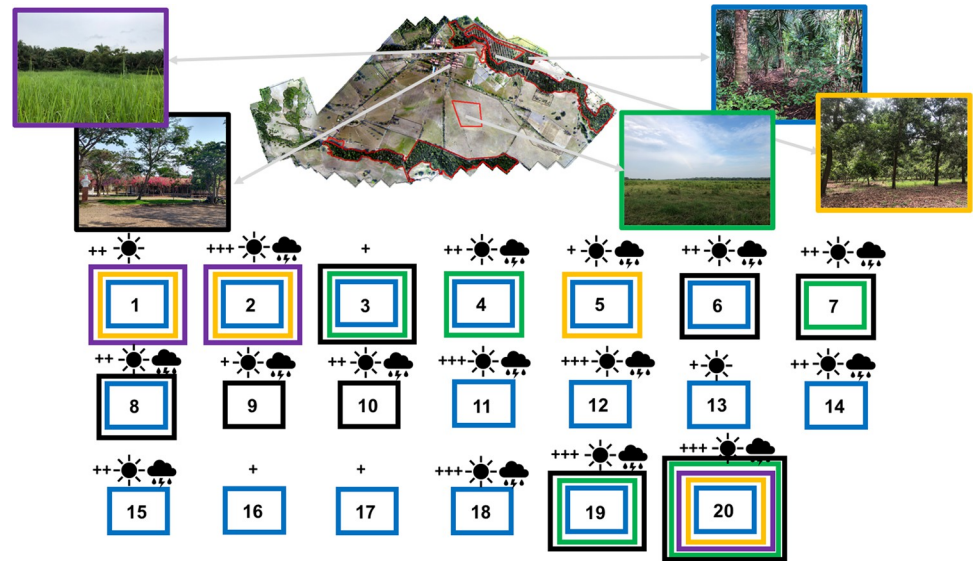 ++ +++ + ++ + ++ ++
1 2 3 4 5 6 7
++ + ++ +++ +++ + ++
8 9 10 11 12 13 14
++ + + +++ +++ +++
15 16 17 18 19 20